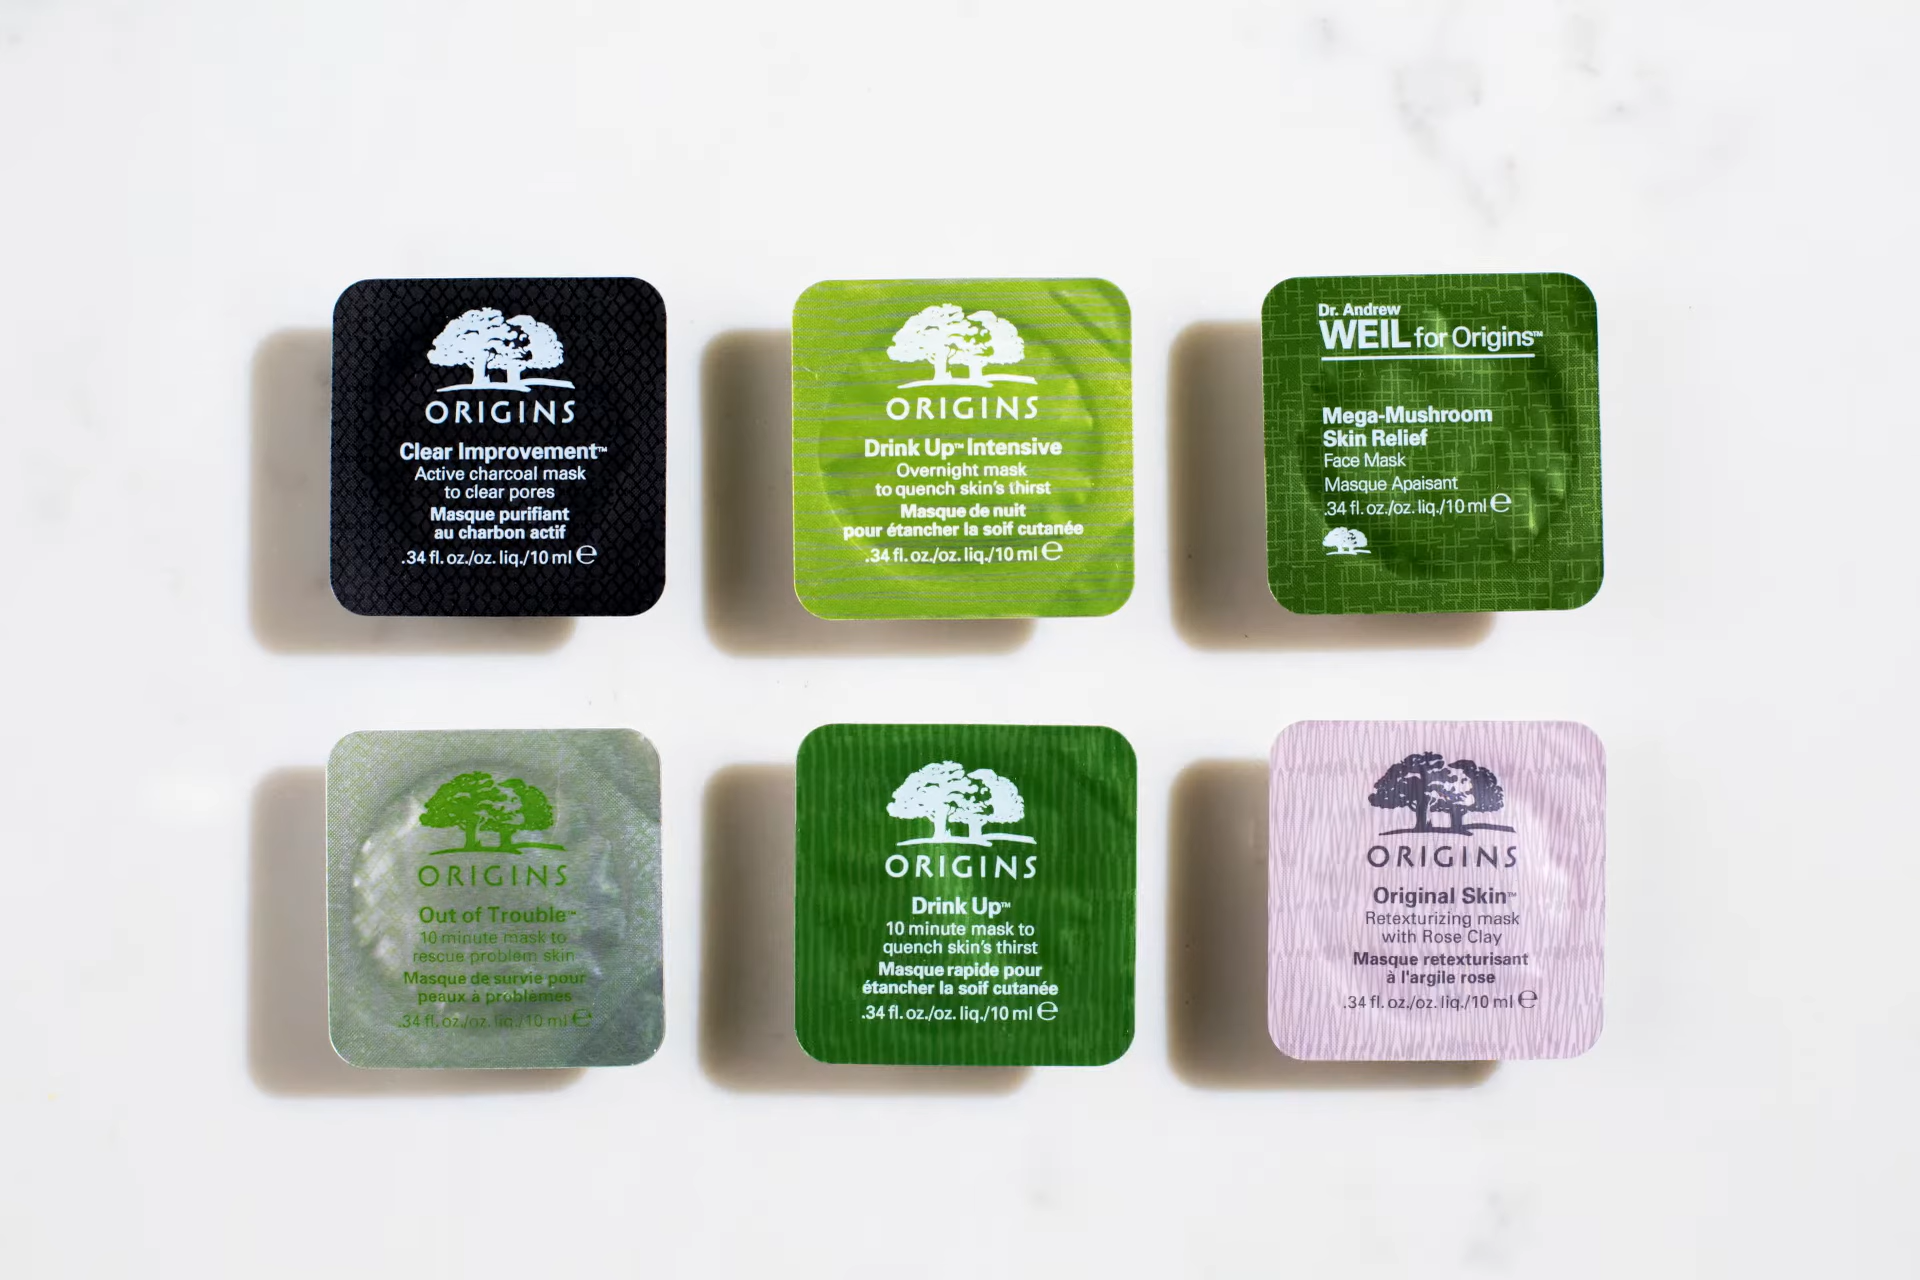 ORIGINS
Clear Improvement™
Active charcoal mask
to clear pores
Masque purifiant
au charbon actif
.34 fl. oz./oz. liq./10 ml ℮
ORIGINS
Drink Up™ Intensive
Overnight mask
to quench skin's thirst
Masque de nuit
pour étancher la soif cutanée
.34 fl. oz./oz. liq./10 ml ℮
Dr. Andrew
WEIL for Origins™
Mega-Mushroom
Skin Relief
Face Mask
Masque Apaisant
.34 fl. oz./oz. liq./10 ml ℮
ORIGINS
Out of Trouble™
10 minute mask to
rescue problem skin
Masque de survie pour
peaux à problèmes
.34 fl. oz./oz. liq./10 ml ℮
ORIGINS
Drink Up™
10 minute mask to
quench skin's thirst
Masque rapide pour
étancher la soif cutanée
.34 fl. oz./oz. liq./10 ml ℮
ORIGINS
Original Skin™
Retexturizing mask
with Rose Clay
Masque retexturisant
à l'argile rose
.34 fl. oz./oz. liq./10 ml ℮